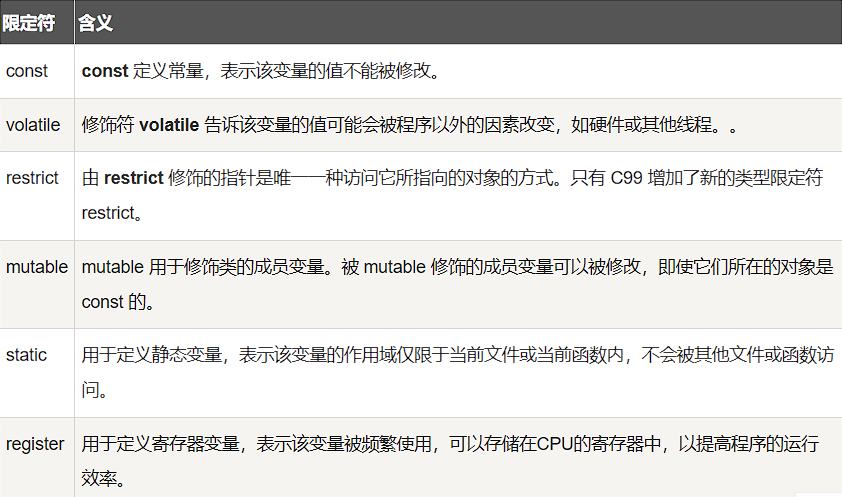 限定符 含义
const const 定义常量，表示该变量的值不能被修改。
volatile 修饰符 volatile 告诉该变量的值可能会被程序以外的因素改变，如硬件或其他线程。。
restrict 由 restrict 修饰的指针是唯一一种访问它所指向的对象的方式。只有 C99 增加了新的类型限定符
restrict。
mutable mutable 用于修饰类的成员变量。被 mutable 修饰的成员变量可以被修改，即使它们所在的对象是
const 的。
static 用于定义静态变量，表示该变量的作用域仅限于当前文件或当前函数内，不会被其他文件或函数访
问。
register 用于定义寄存器变量，表示该变量被频繁使用，可以存储在CPU的寄存器中，以提高程序的运行
效率。